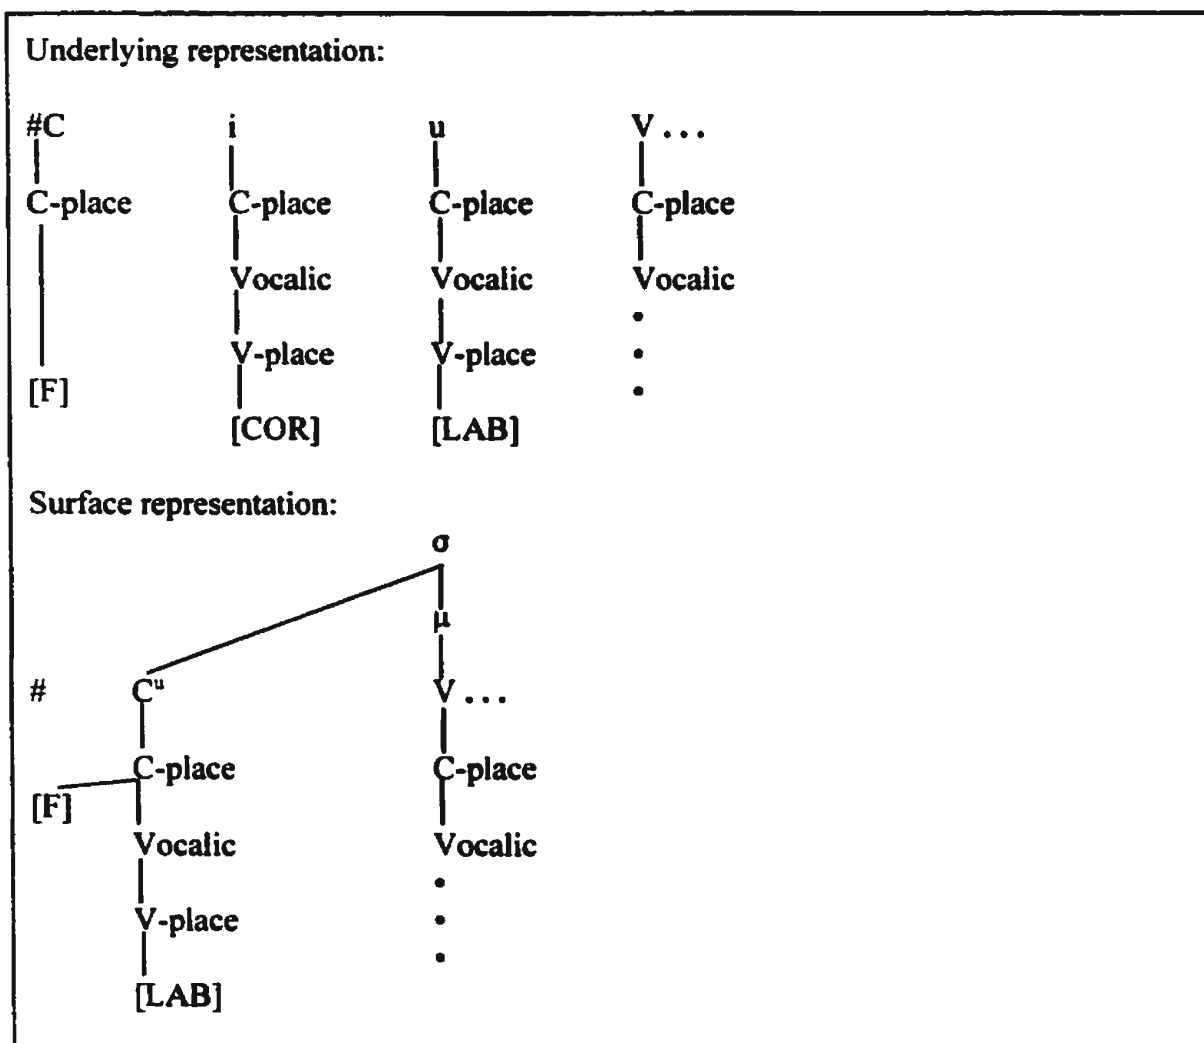 Underlying representation:
#C i u V . . .
C-place C-place C-place C-place
Vocalic Vocalic Vocalic
V-place V-place
[F]
[COR] [LAB]
Surface representation:
σ
μ
# Cᵘ V . . .
C-place C-place
[F]
Vocalic Vocalic
V-place
[LAB]